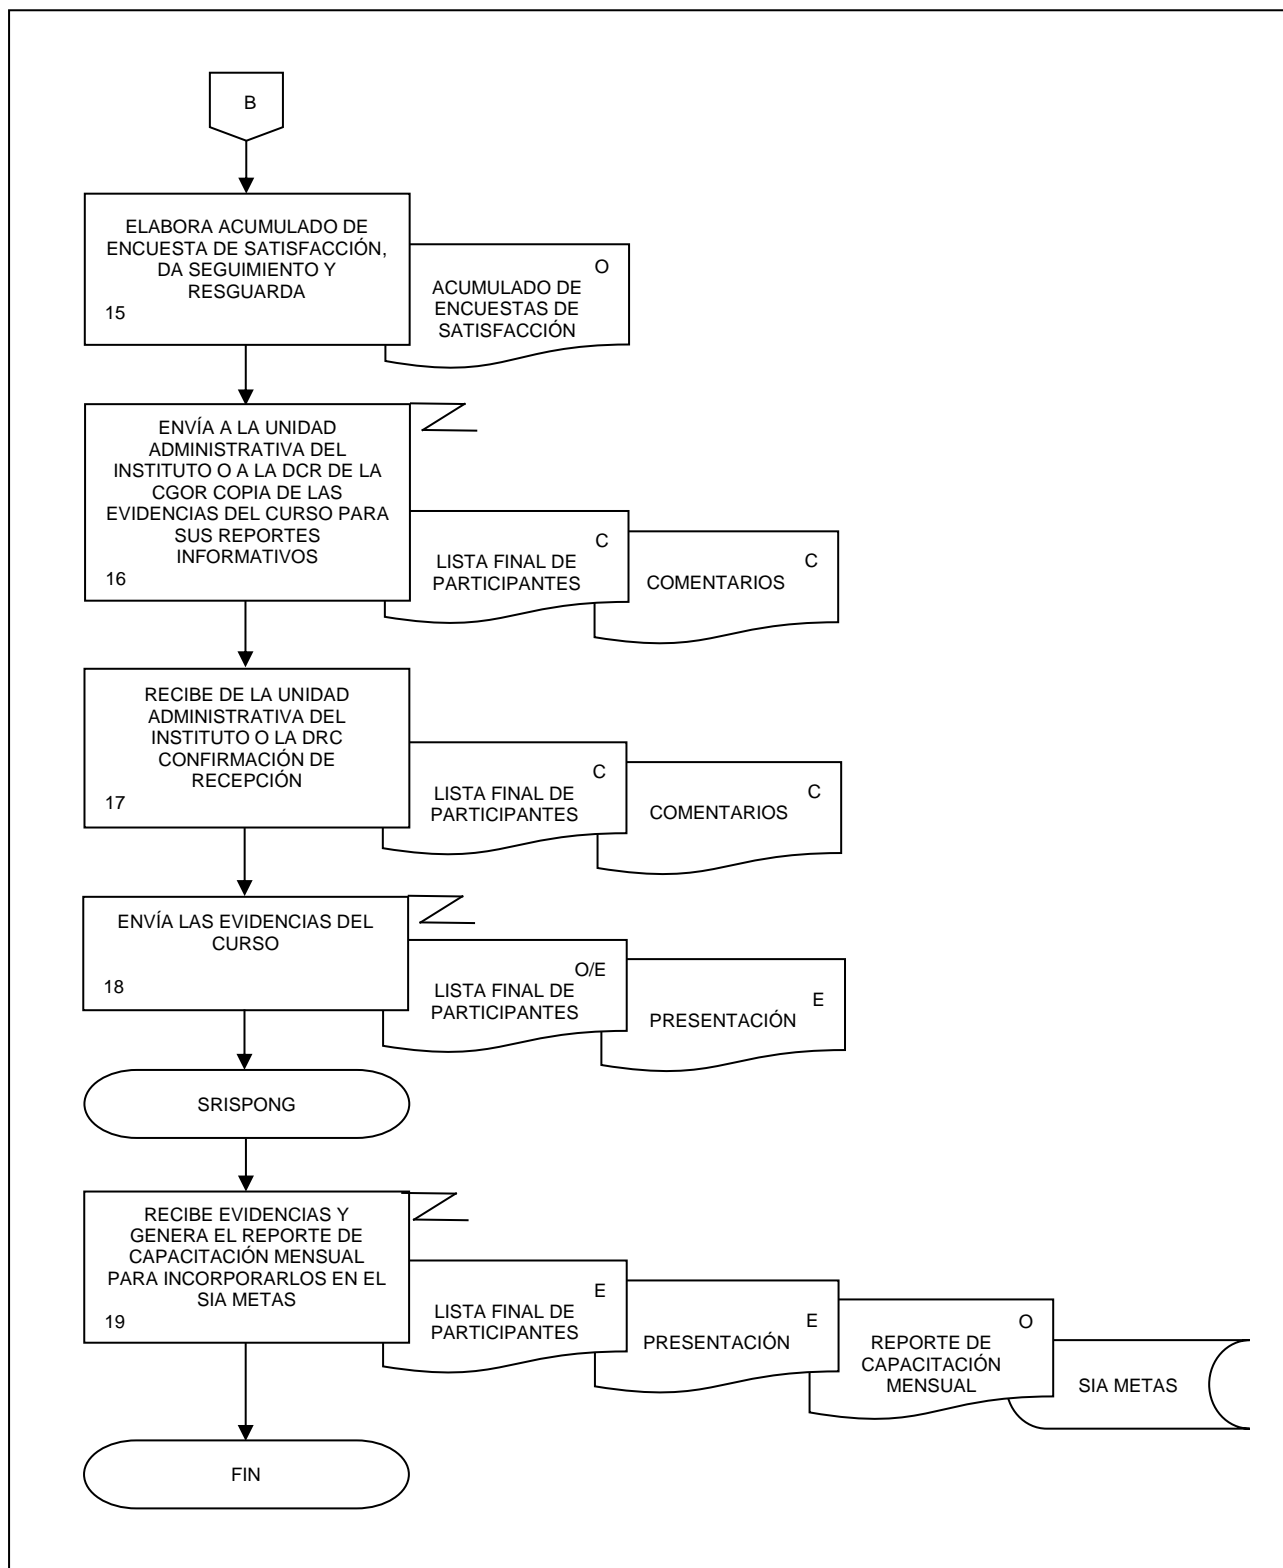 B
ELABORA ACUMULADO DE
ENCUESTA DE SATISFACCIÓN,
DA SEGUIMIENTO Y
RESGUARDA
15
O
ACUMULADO DE
ENCUESTAS DE
SATISFACCIÓN
ENVÍA A LA UNIDAD
ADMINISTRATIVA DEL
INSTITUTO O A LA DCR DE LA
CGOR COPIA DE LAS
EVIDENCIAS DEL CURSO PARA
SUS REPORTES
INFORMATIVOS
16
C
LISTA FINAL DE
PARTICIPANTES
C
COMENTARIOS
RECIBE DE LA UNIDAD
ADMINISTRATIVA DEL
INSTITUTO O LA DRC
CONFIRMACIÓN DE
RECEPCIÓN
17
C
LISTA FINAL DE
PARTICIPANTES
C
COMENTARIOS
ENVÍA LAS EVIDENCIAS DEL
CURSO
18
O/E
LISTA FINAL DE
PARTICIPANTES
E
PRESENTACIÓN
SRISPONG
RECIBE EVIDENCIAS Y
GENERA EL REPORTE DE
CAPACITACIÓN MENSUAL
PARA INCORPORARLOS EN EL
SIA METAS
19
E
LISTA FINAL DE
PARTICIPANTES
E
PRESENTACIÓN
O
REPORTE DE
CAPACITACIÓN
MENSUAL
SIA METAS
FIN